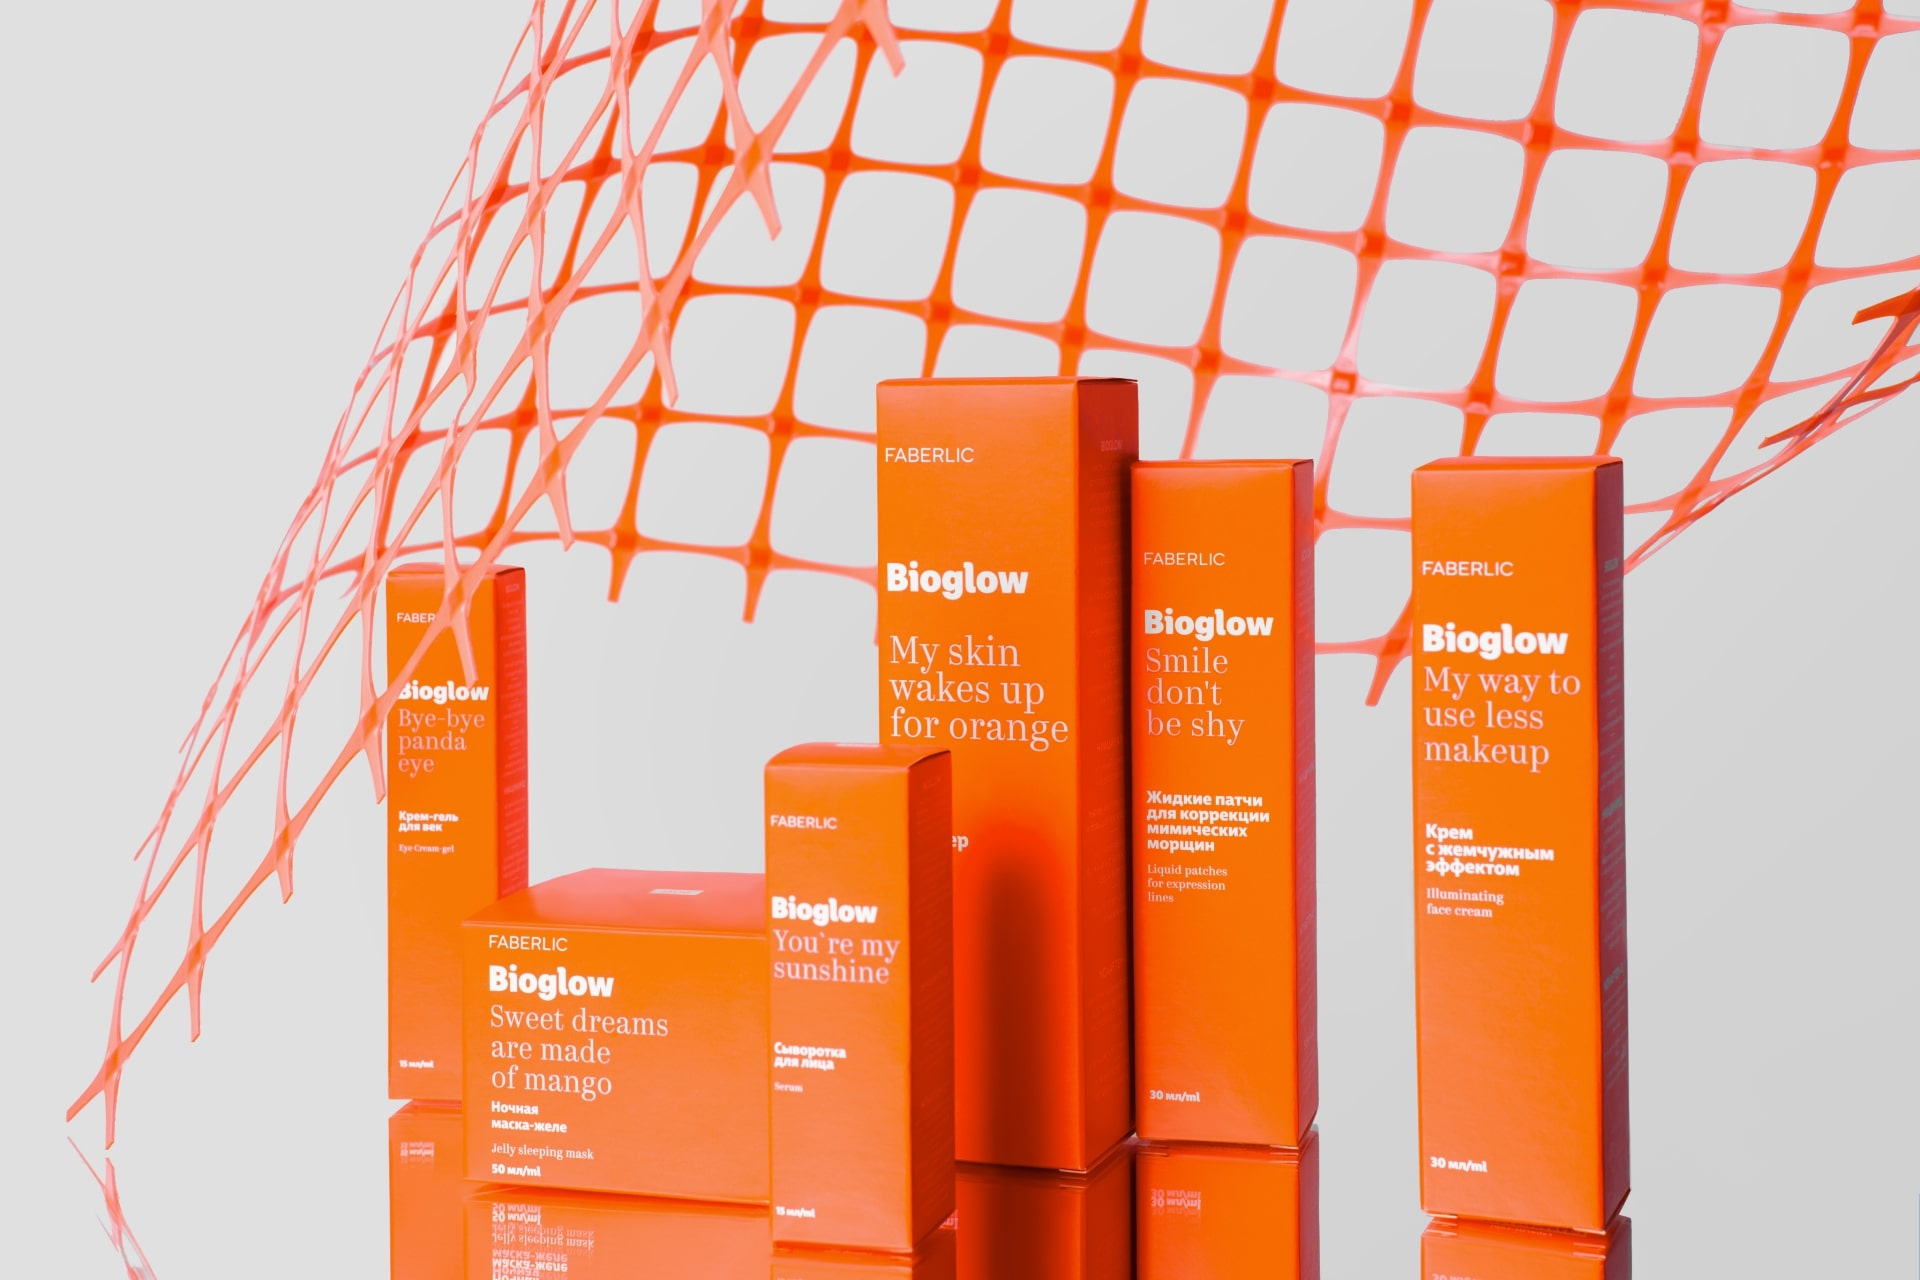 FABERLIC
Bioglow
Bye-bye
panda
eye
Крем-гель
для век
Eye Cream-gel
15 мл/ml
FABERLIC
Bioglow
Sweet dreams
are made
of mango
Ночная
маска-желе
Jelly sleeping mask
50 мл/ml
FABERLIC
Bioglow
You`re my
sunshine
Сыворотка
для лица
Serum
15 мл/ml
FABERLIC
Bioglow
My skin
wakes up
for orange
FABERLIC
Bioglow
Smile
don't
be shy
Жидкие патчи
для коррекции
мимических
морщин
Liquid patches
for expression
lines
30 мл/ml
FABERLIC
Bioglow
My way to
use less
makeup
Крем
с жемчужным
эффектом
Illuminating
face cream
30 мл/ml